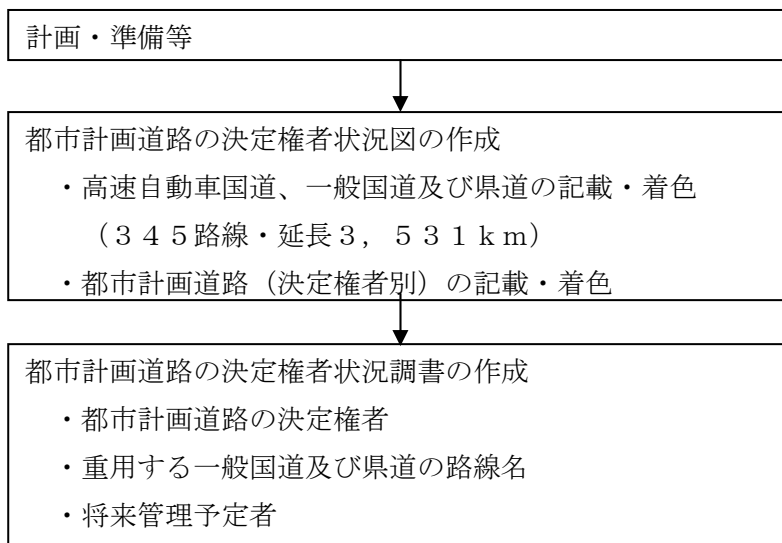 計画・準備等
都市計画道路の決定権者状況図の作成
・高速自動車国道、一般国道及び県道の記載・着色
（３４５路線・延長３，５３１ｋｍ）
・都市計画道路（決定権者別）の記載・着色
都市計画道路の決定権者状況調書の作成
・都市計画道路の決定権者
・重用する一般国道及び県道の路線名
・将来管理予定者